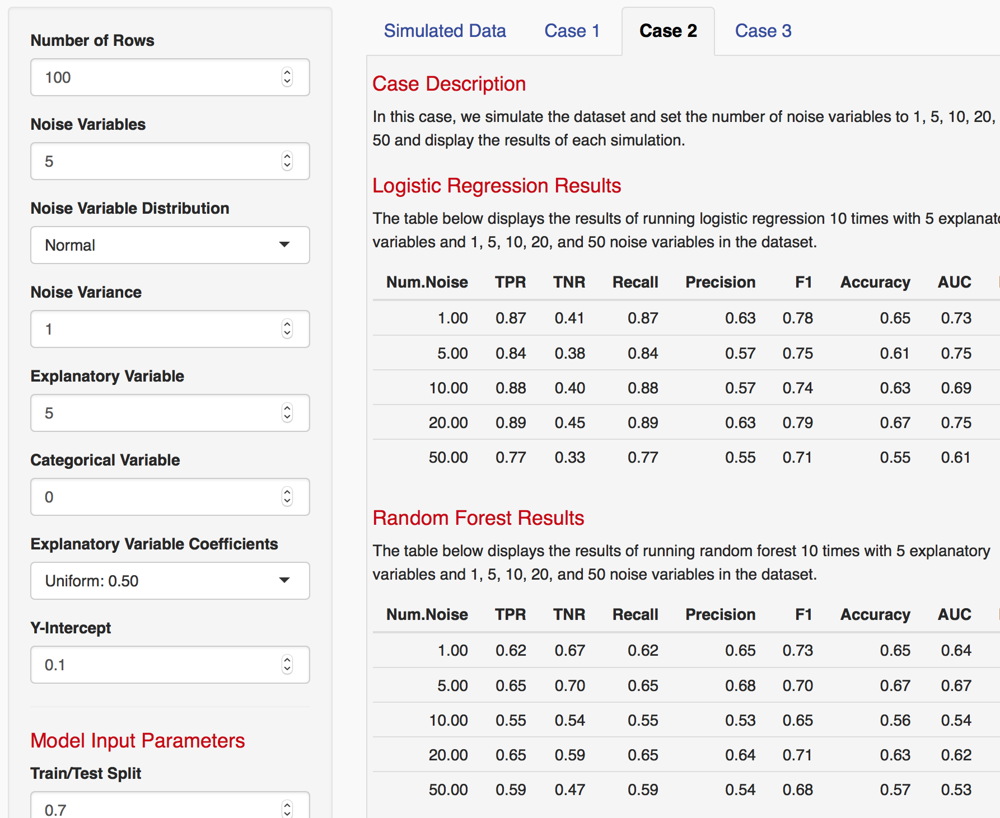 Number of Rows
100
Noise Variables
5
Noise Variable Distribution
Normal
Noise Variance
1
Explanatory Variable
5
Categorical Variable
0
Explanatory Variable Coefficients
Uniform: 0.50
Y-Intercept
0.1
Model Input Parameters
Train/Test Split
0.7
Simulated Data Case 1 Case 2 Case 3
Case Description
In this case, we simulate the dataset and set the number of noise variables to 1, 5, 10, 20,
50 and display the results of each simulation.
Logistic Regression Results
The table below displays the results of running logistic regression 10 times with 5
variables and 1, 5, 10, 20, and 50 noise variables in the dataset.
Num.Noise TPR TNR Recall Precision F1 Accuracy AUC
1.00 0.87 0.41 0.87 0.63 0.78 0.65 0.73
5.00 0.84 0.38 0.84 0.57 0.75 0.61 0.75
10.00 0.88 0.40 0.88 0.57 0.74 0.63 0.69
20.00 0.89 0.45 0.89 0.63 0.79 0.67 0.75
50.00 0.77 0.33 0.77 0.55 0.71 0.55 0.61
Random Forest Results
The table below displays the results of running random forest 10 times with 5 explanatory
variables and 1, 5, 10, 20, and 50 noise variables in the dataset.
Num.Noise TPR TNR Recall Precision F1 Accuracy AUC
1.00 0.62 0.67 0.62 0.65 0.73 0.65 0.64
5.00 0.65 0.70 0.65 0.68 0.70 0.67 0.67
10.00 0.55 0.54 0.55 0.53 0.65 0.56 0.54
20.00 0.65 0.59 0.65 0.64 0.71 0.63 0.62
50.00 0.59 0.47 0.59 0.54 0.68 0.57 0.53